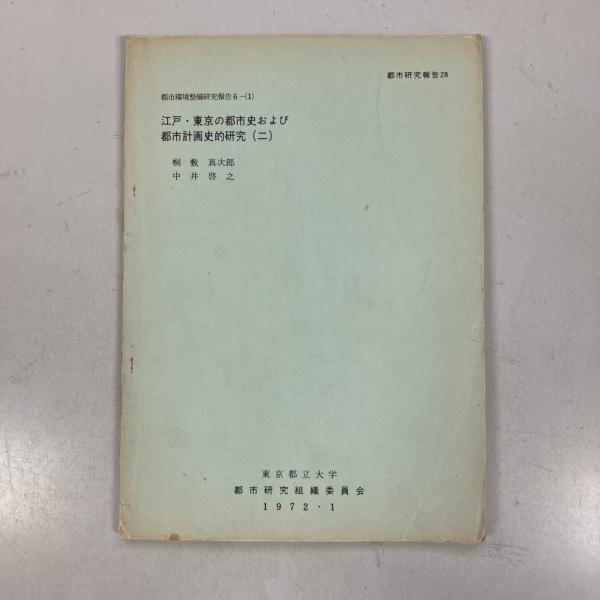 都市研究報告28
都市環境整備研究報告6-(1)
江戸・東京の都市史および
都市計画史的研究(二)
桐敷真次郎
中井啓之
東京都立大学
都市研究組織委員会
1972・1